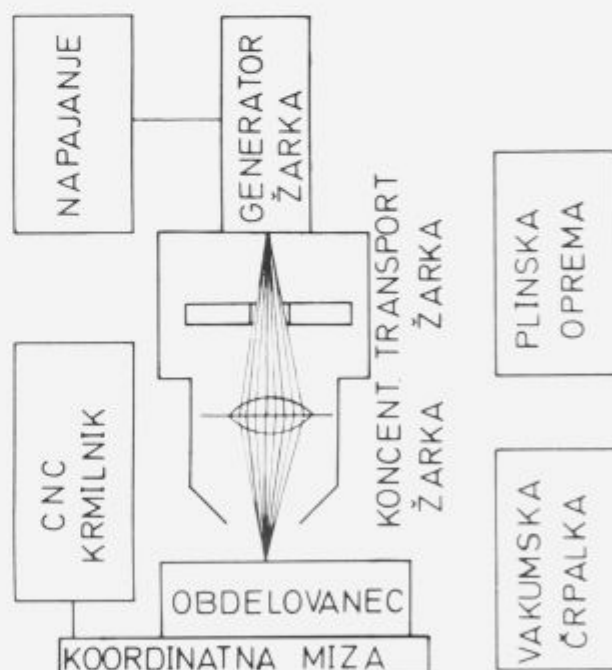 NAPAJANJE
GENERATOR
ŽARKA
TRANSPORT
ŽARKA
KONCENT.
ŽARKA
PLINSKA
OPREMA
CNC
KRMILNIK
VAKUMSKA
ČRPALKA
OBDELOVANEC
KOORDINATNA MIZA